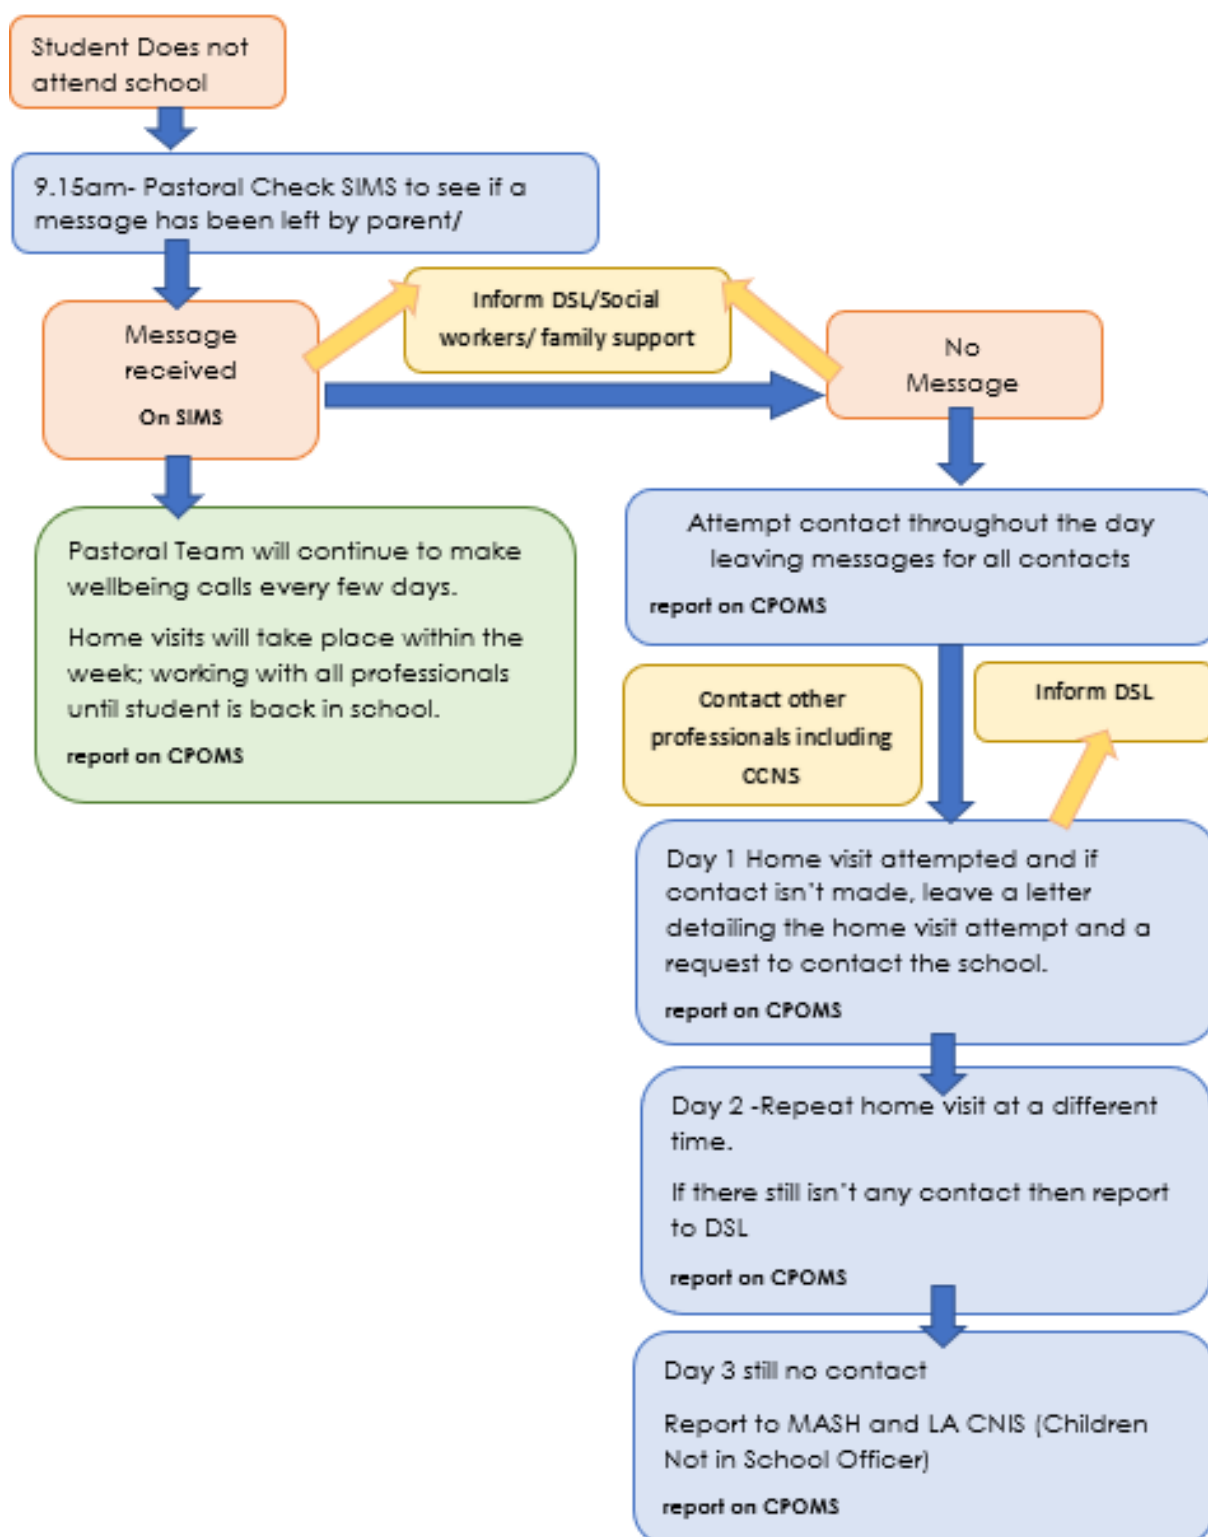 Student Does not
attend school
9.15am- Pastoral Check SIMS to see if a
message has been left by parent/
Message
received
On SIMS
Inform DSL/Social
workers/ family support
No
Message
Pastoral Team will continue to make
wellbeing calls every few days.
Home visits will take place within the
week; working with all professionals
until student is back in school.
report on CPOMS
Attempt contact throughout the day
leaving messages for all contacts
report on CPOMS
Contact other
professionals including
CCNS
Inform DSL
Day 1 Home visit attempted and if
contact isn't made, leave a letter
detailing the home visit attempt and a
request to contact the school.
report on CPOMS
Day 2 -Repeat home visit at a different
time.
If there still isn't any contact then report
to DSL
report on CPOMS
Day 3 still no contact
Report to MASH and LA CNIS (Children
Not in School Officer)
report on CPOMS